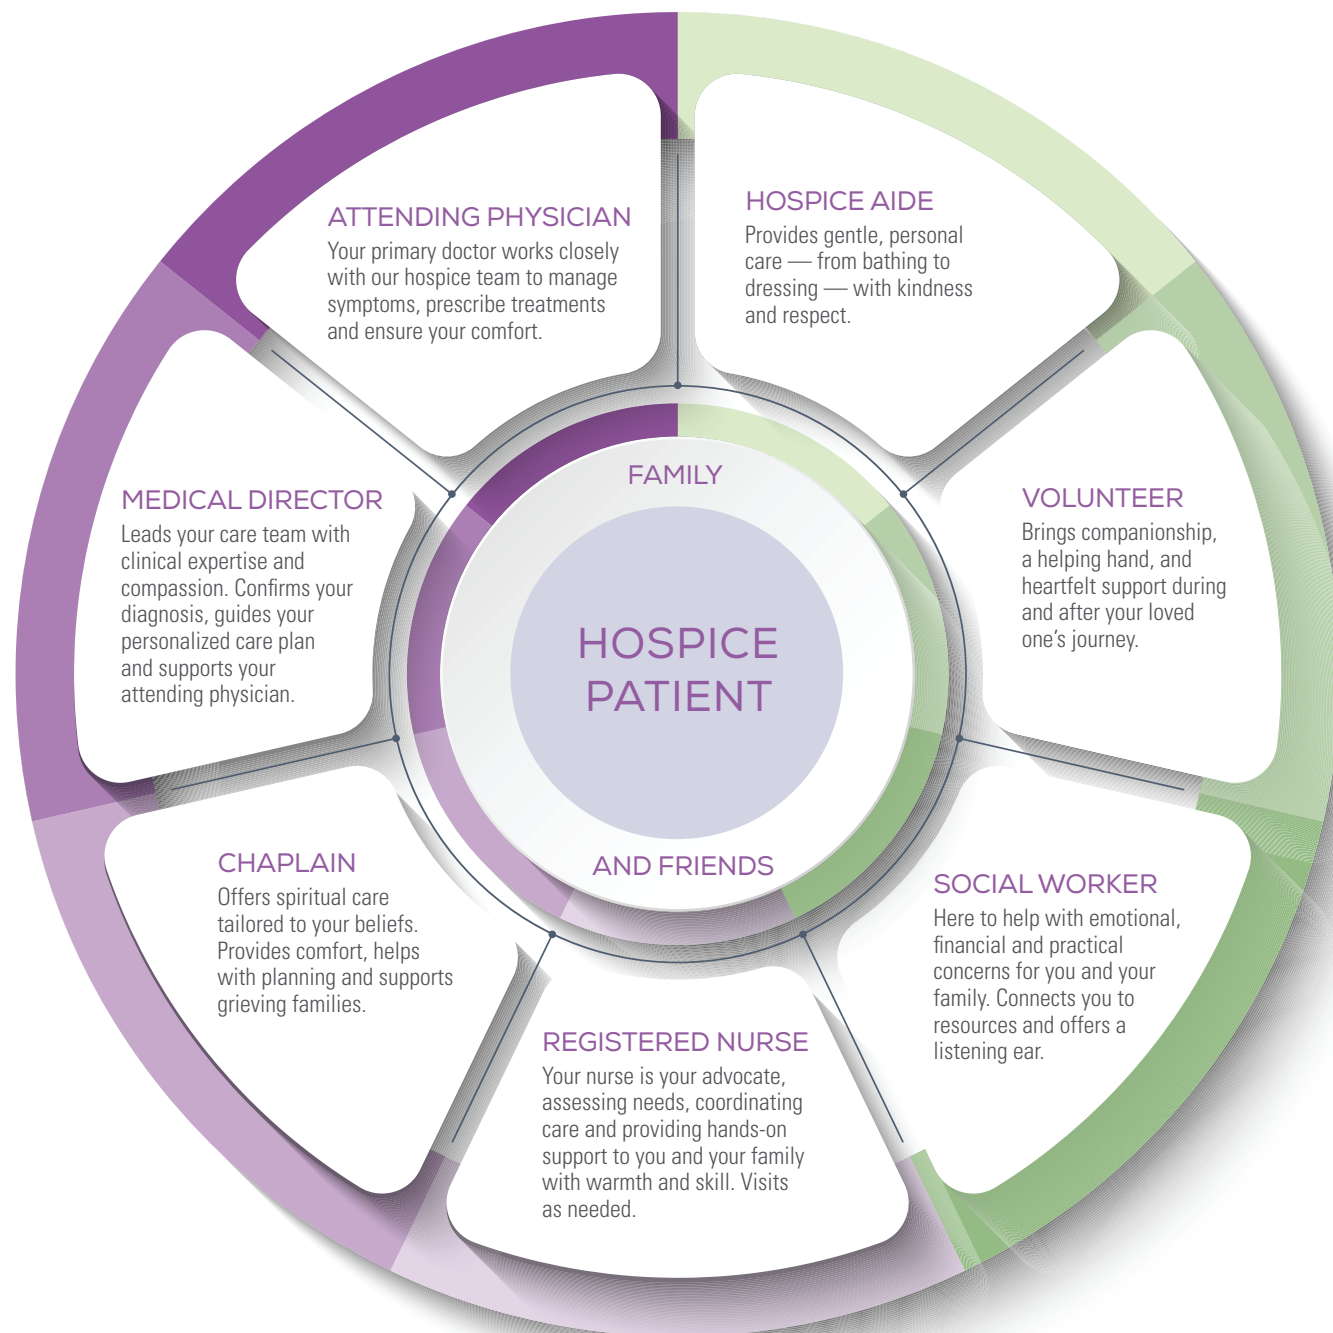 ATTENDING PHYSICIAN
Your primary doctor works closely
with our hospice team to manage
symptoms, prescribe treatments
and ensure your comfort.
HOSPICE AIDE
Provides gentle, personal
care — from bathing to
dressing — with kindness
and respect.
VOLUNTEER
Brings companionship,
a helping hand, and
heartfelt support during
and after your loved
one's journey.
SOCIAL WORKER
Here to help with emotional,
financial and practical
concerns for you and your
family. Connects you to
resources and offers a
listening ear.
REGISTERED NURSE
Your nurse is your advocate,
assessing needs, coordinating
care and providing hands-on
support to you and your family
with warmth and skill. Visits
as needed.
CHAPLAIN
Offers spiritual care
tailored to your beliefs.
Provides comfort, helps
with planning and supports
grieving families.
MEDICAL DIRECTOR
Leads your care team with
clinical expertise and
compassion. Confirms your
diagnosis, guides your
personalized care plan
and supports your
attending physician.
FAMILY
HOSPICE
PATIENT
AND FRIENDS